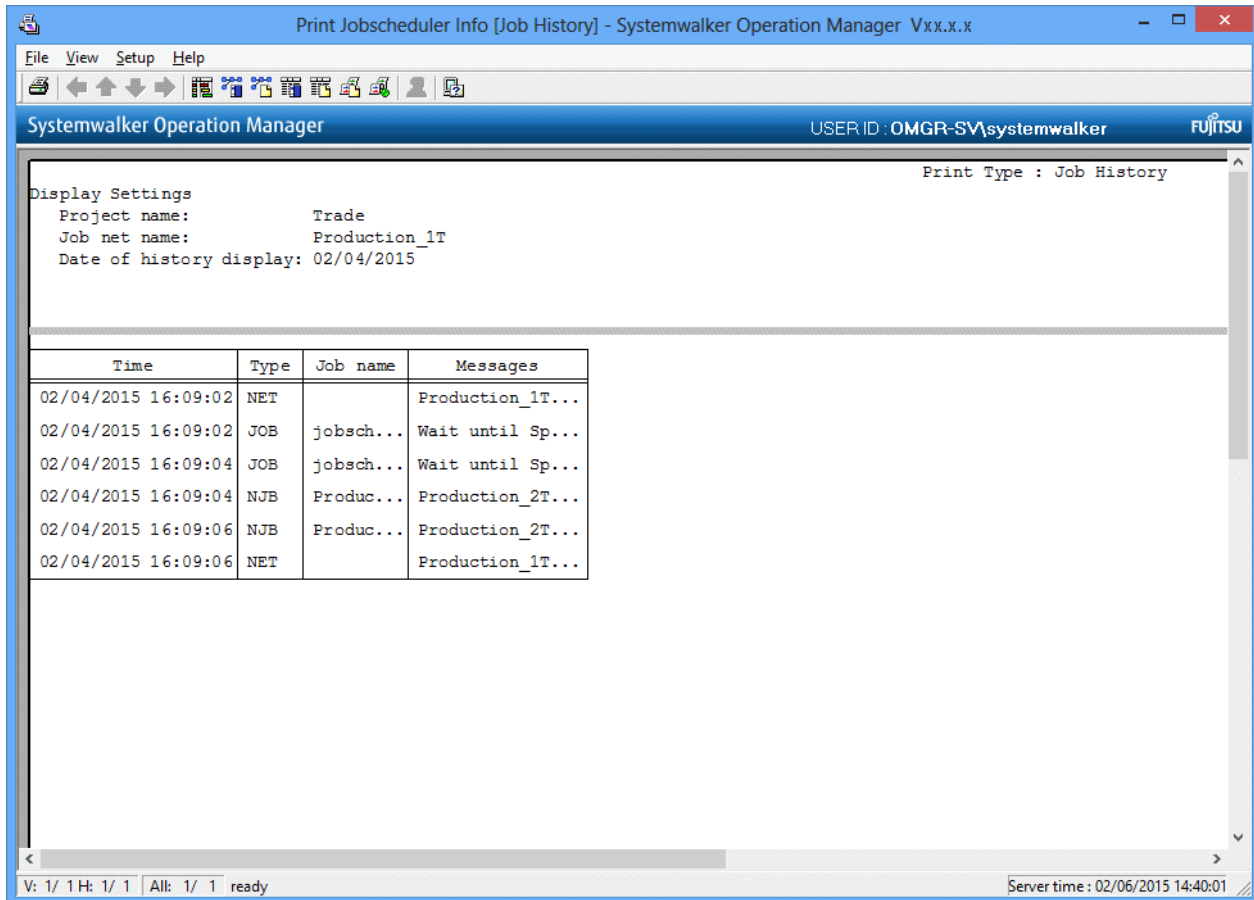 Print Jobscheduler Info [Job History] - Systemwalker Operation Manager Vxx.x.x
File View Setup Help
Systemwalker Operation Manager USER ID : OMGR-SV\systemwalker FUJITSU
Print Type : Job History
Display Settings
Project name: Trade
Job net name: Production_1T
Date of history display: 02/04/2015
Time Type Job name Messages
02/04/2015 16:09:02 NET Production_1T...
02/04/2015 16:09:02 JOB jobsch... Wait until Sp...
02/04/2015 16:09:04 JOB jobsch... Wait until Sp...
02/04/2015 16:09:04 NJB Produc... Production_2T...
02/04/2015 16:09:06 NJB Produc... Production_2T...
02/04/2015 16:09:06 NET Production_1T...
V: 1/ 1 H: 1/ 1 All: 1/ 1 ready Server time : 02/06/2015 14:40:01